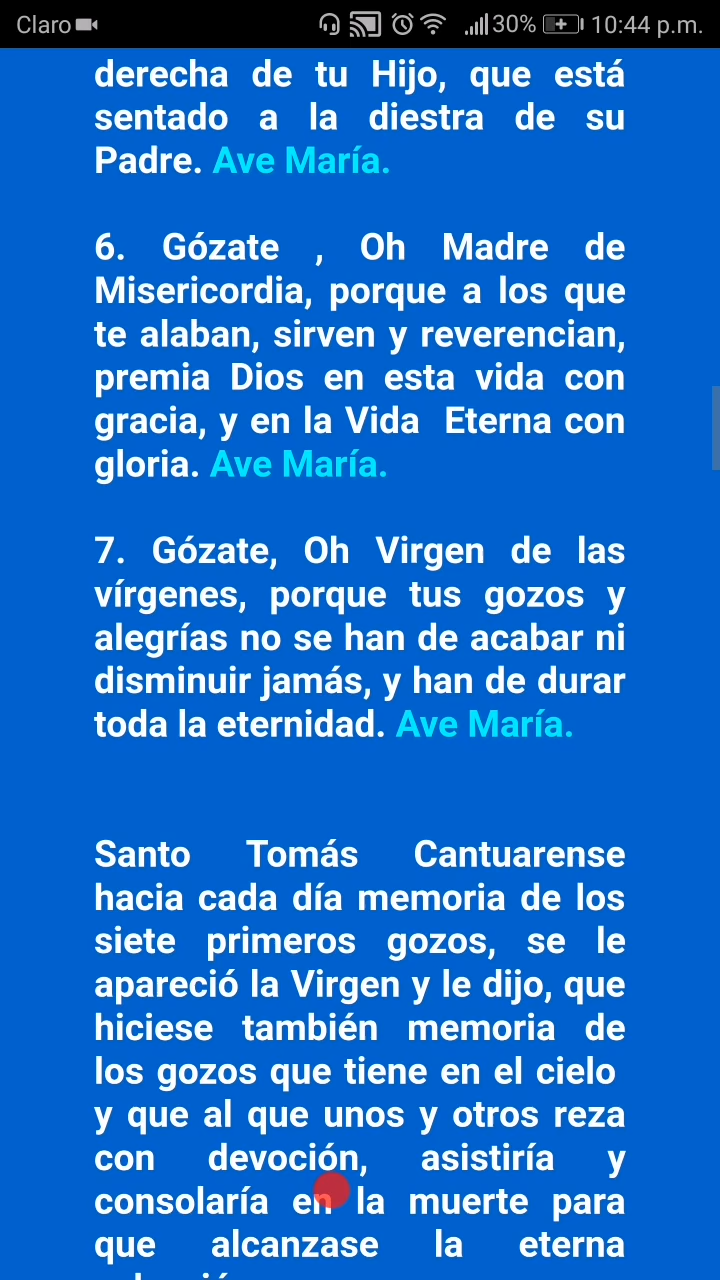 Claro 30% 10:44 p.m.
derecha de tu Hijo, que está
sentado a la diestra de su
Padre. Ave María.
6. Gózate , Oh Madre de
Misericordia, porque a los que
te alaban, sirven y reverencian,
premia Dios en esta vida con
gracia, y en la Vida Eterna con
gloria. Ave María.
7. Gózate, Oh Virgen de las
vírgenes, porque tus gozos y
alegrías no se han de acabar ni
disminuir jamás, y han de durar
toda la eternidad. Ave María.
Santo Tomás Cantuarense
hacia cada día memoria de los
siete primeros gozos, se le
apareció la Virgen y le dijo, que
hiciese también memoria de
los gozos que tiene en el cielo
y que al que unos y otros reza
con devoción, asistiría y
consolaría en la muerte para
que alcanzase la eterna